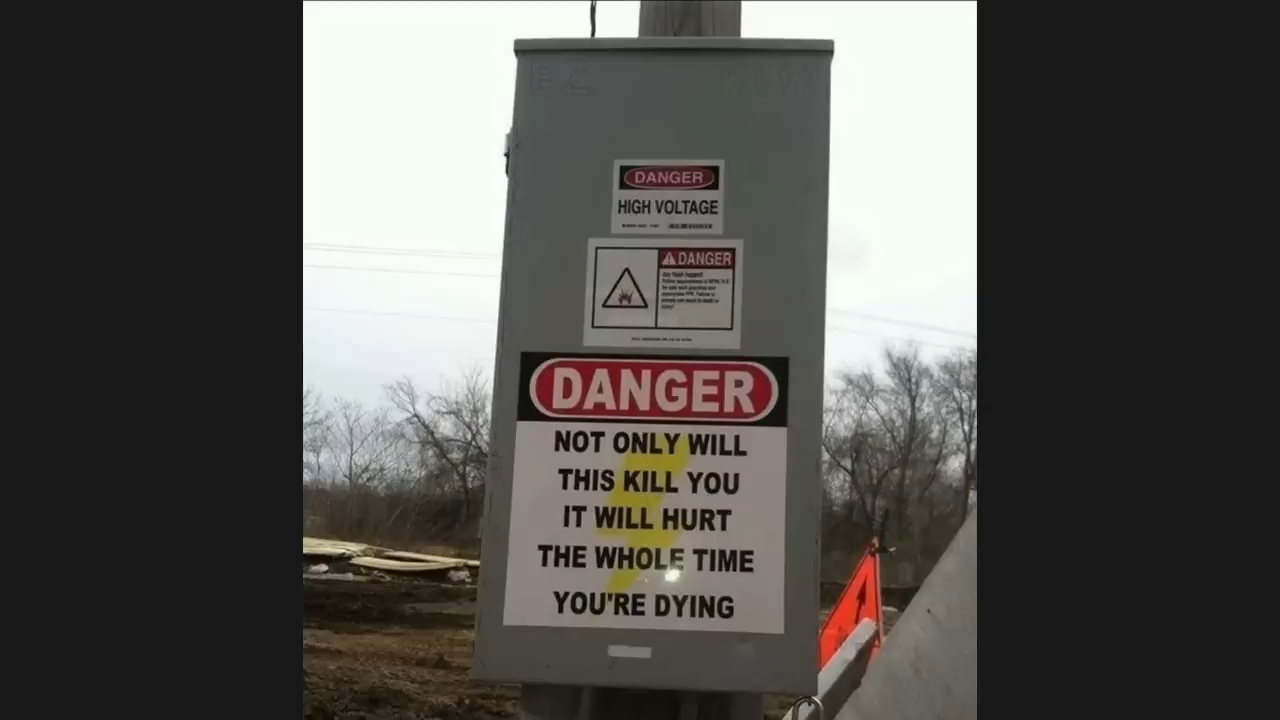 DANGER
HIGH VOLTAGE
DANGER
DANGER
NOT ONLY WILL
THIS KILL YOU
IT WILL HURT
THE WHOLE TIME
YOU'RE DYING